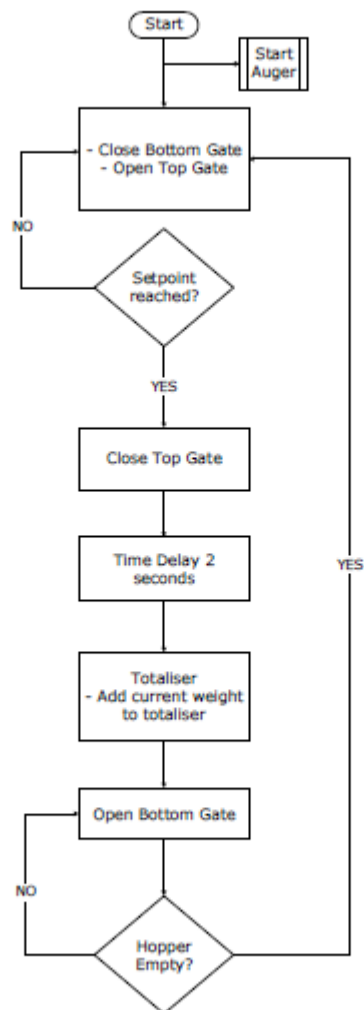 Start
Start
Auger
- Close Bottom Gate
- Open Top Gate
NO
Setpoint
reached?
YES
Close Top Gate
Time Delay 2
seconds
YES
Totaliser
- Add current weight
to totaliser
Open Bottom Gate
NO
Hopper
Empty?